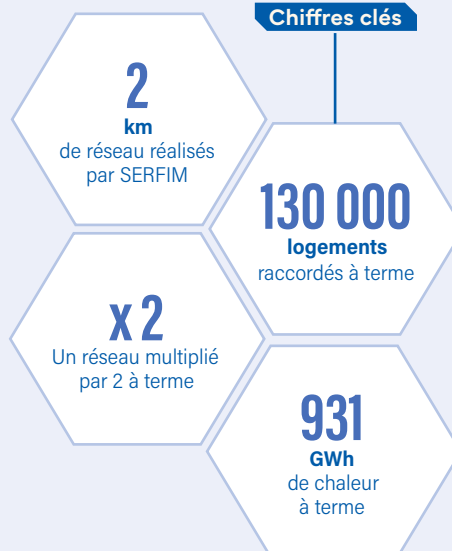 Chiffres clés
2
km
de réseau réalisés
par SERFIM
130 000
logements
raccordés à terme
x 2
Un réseau multiplié
par 2 à terme
931
GWh
de chaleur
à terme